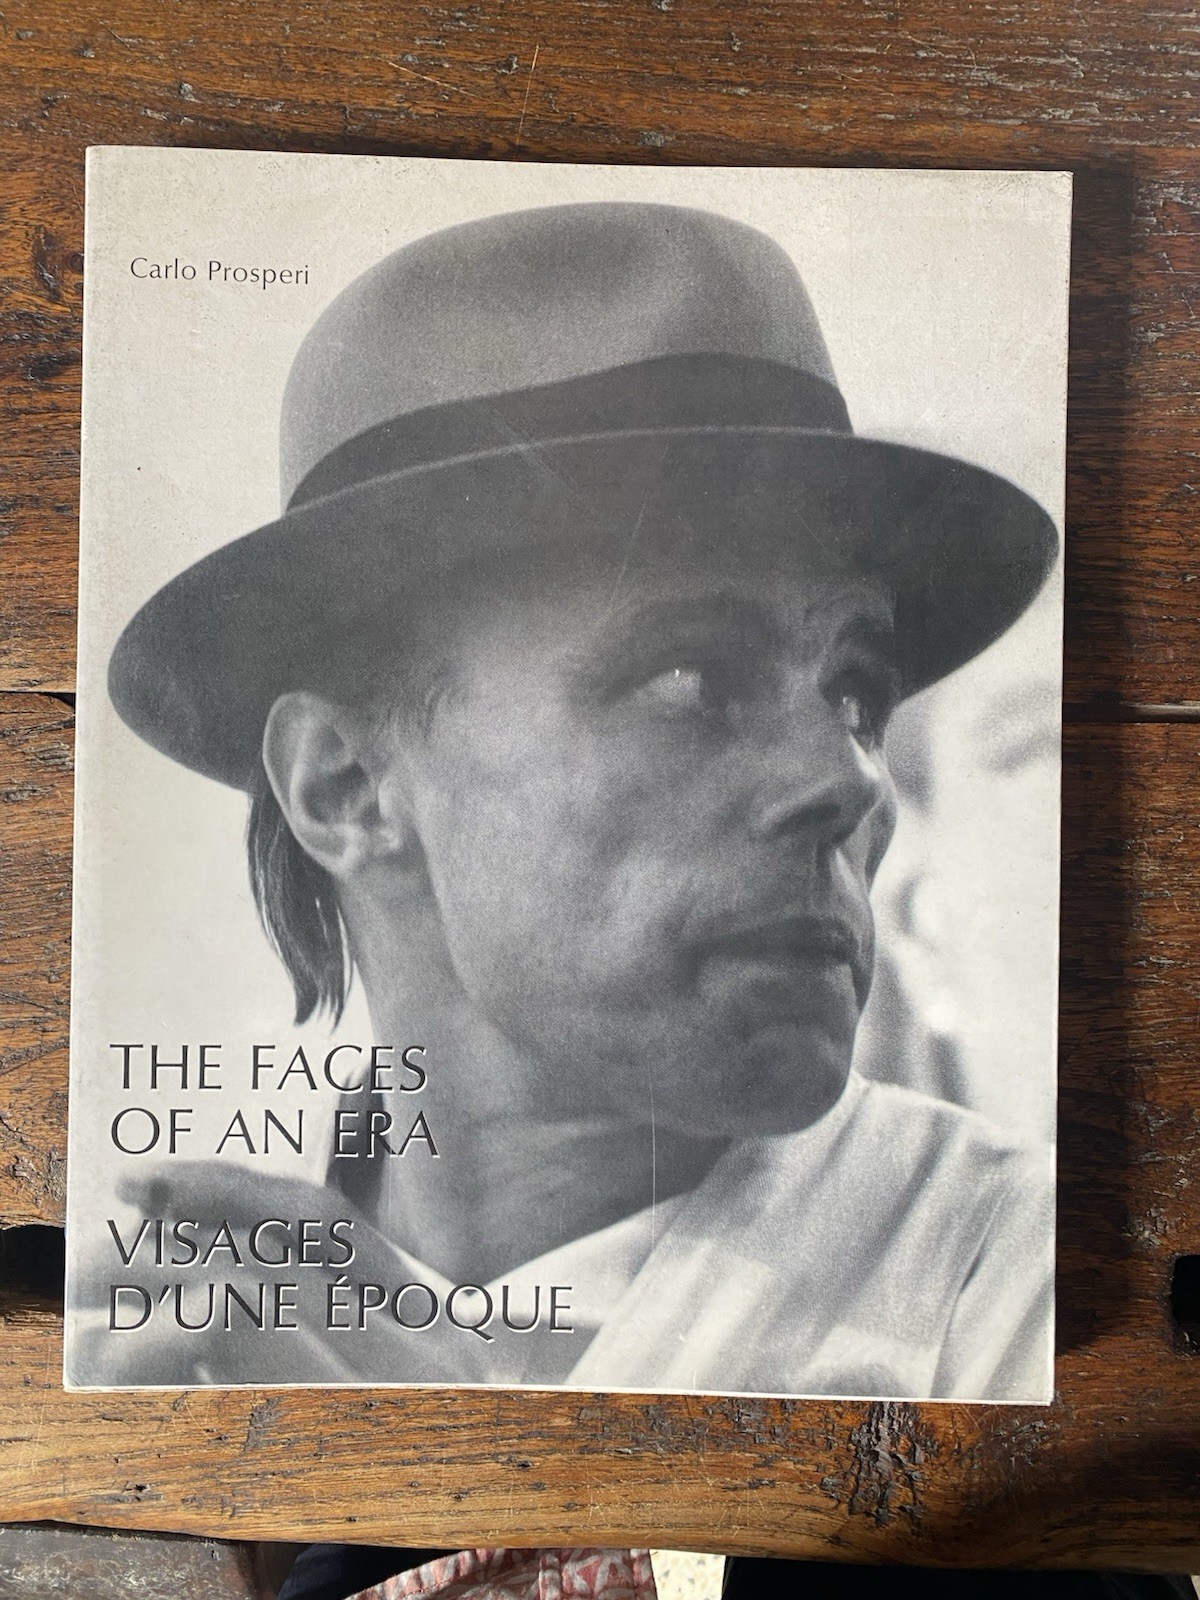 Carlo Prosperi
THE FACES
OF AN ERA
VISAGES
D'UNE ÉPOQUE